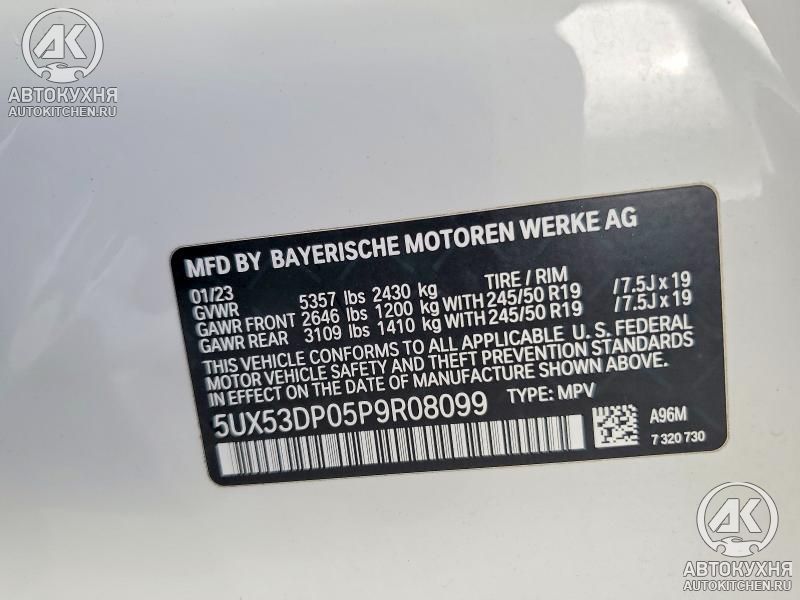 AK
АВТОКУХНЯ
AUTOKITCHEN.RU
MFD BY BAYERISCHE MOTOREN WERKE AG
01/23 TIRE / RIM
GVWR 5357 lbs 2430 kg
GAWR FRONT 2646 lbs 1200 kg WITH 245/50 R19 /7.5J x 19
GAWR REAR 3109 lbs 1410 kg WITH 245/50 R19 /7.5J x 19
THIS VEHICLE CONFORMS TO ALL APPLICABLE U. S. FEDERAL
MOTOR VEHICLE SAFETY AND THEFT PREVENTION STANDARDS
IN EFFECT ON THE DATE OF MANUFACTURE SHOWN ABOVE.
5UX53DP05P9R08099 TYPE: MPV
A96M
7 320 730
AK
АВТОКУХНЯ
AUTOKITCHEN.RU